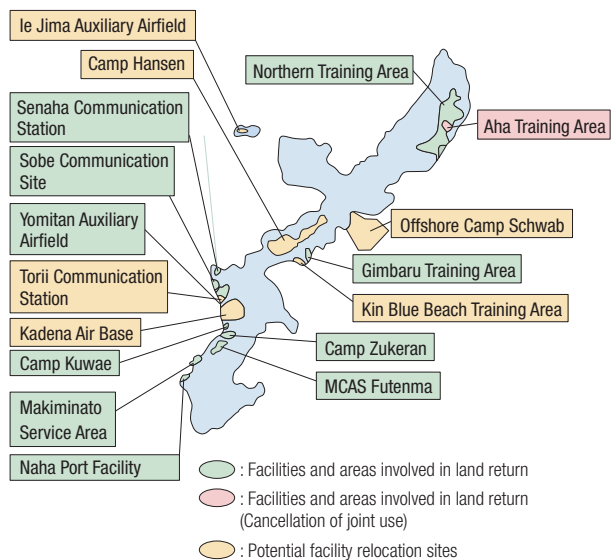 Ie Jima Auxiliary Airfield
Camp Hansen
Northern Training Area
Senaha Communication
Station
Aha Training Area
Sobe Communication
Site
Yomitan Auxiliary
Airfield
Offshore Camp Schwab
Gimbaru Training Area
Torii Communication
Station
Kin Blue Beach Training Area
Kadena Air Base
Camp Zukeran
Camp Kuwae
MCAS Futenma
Makiminato
Service Area
Naha Port Facility
: Facilities and areas involved in land return
: Facilities and areas involved in land return
(Cancellation of joint use)
: Potential facility relocation sites